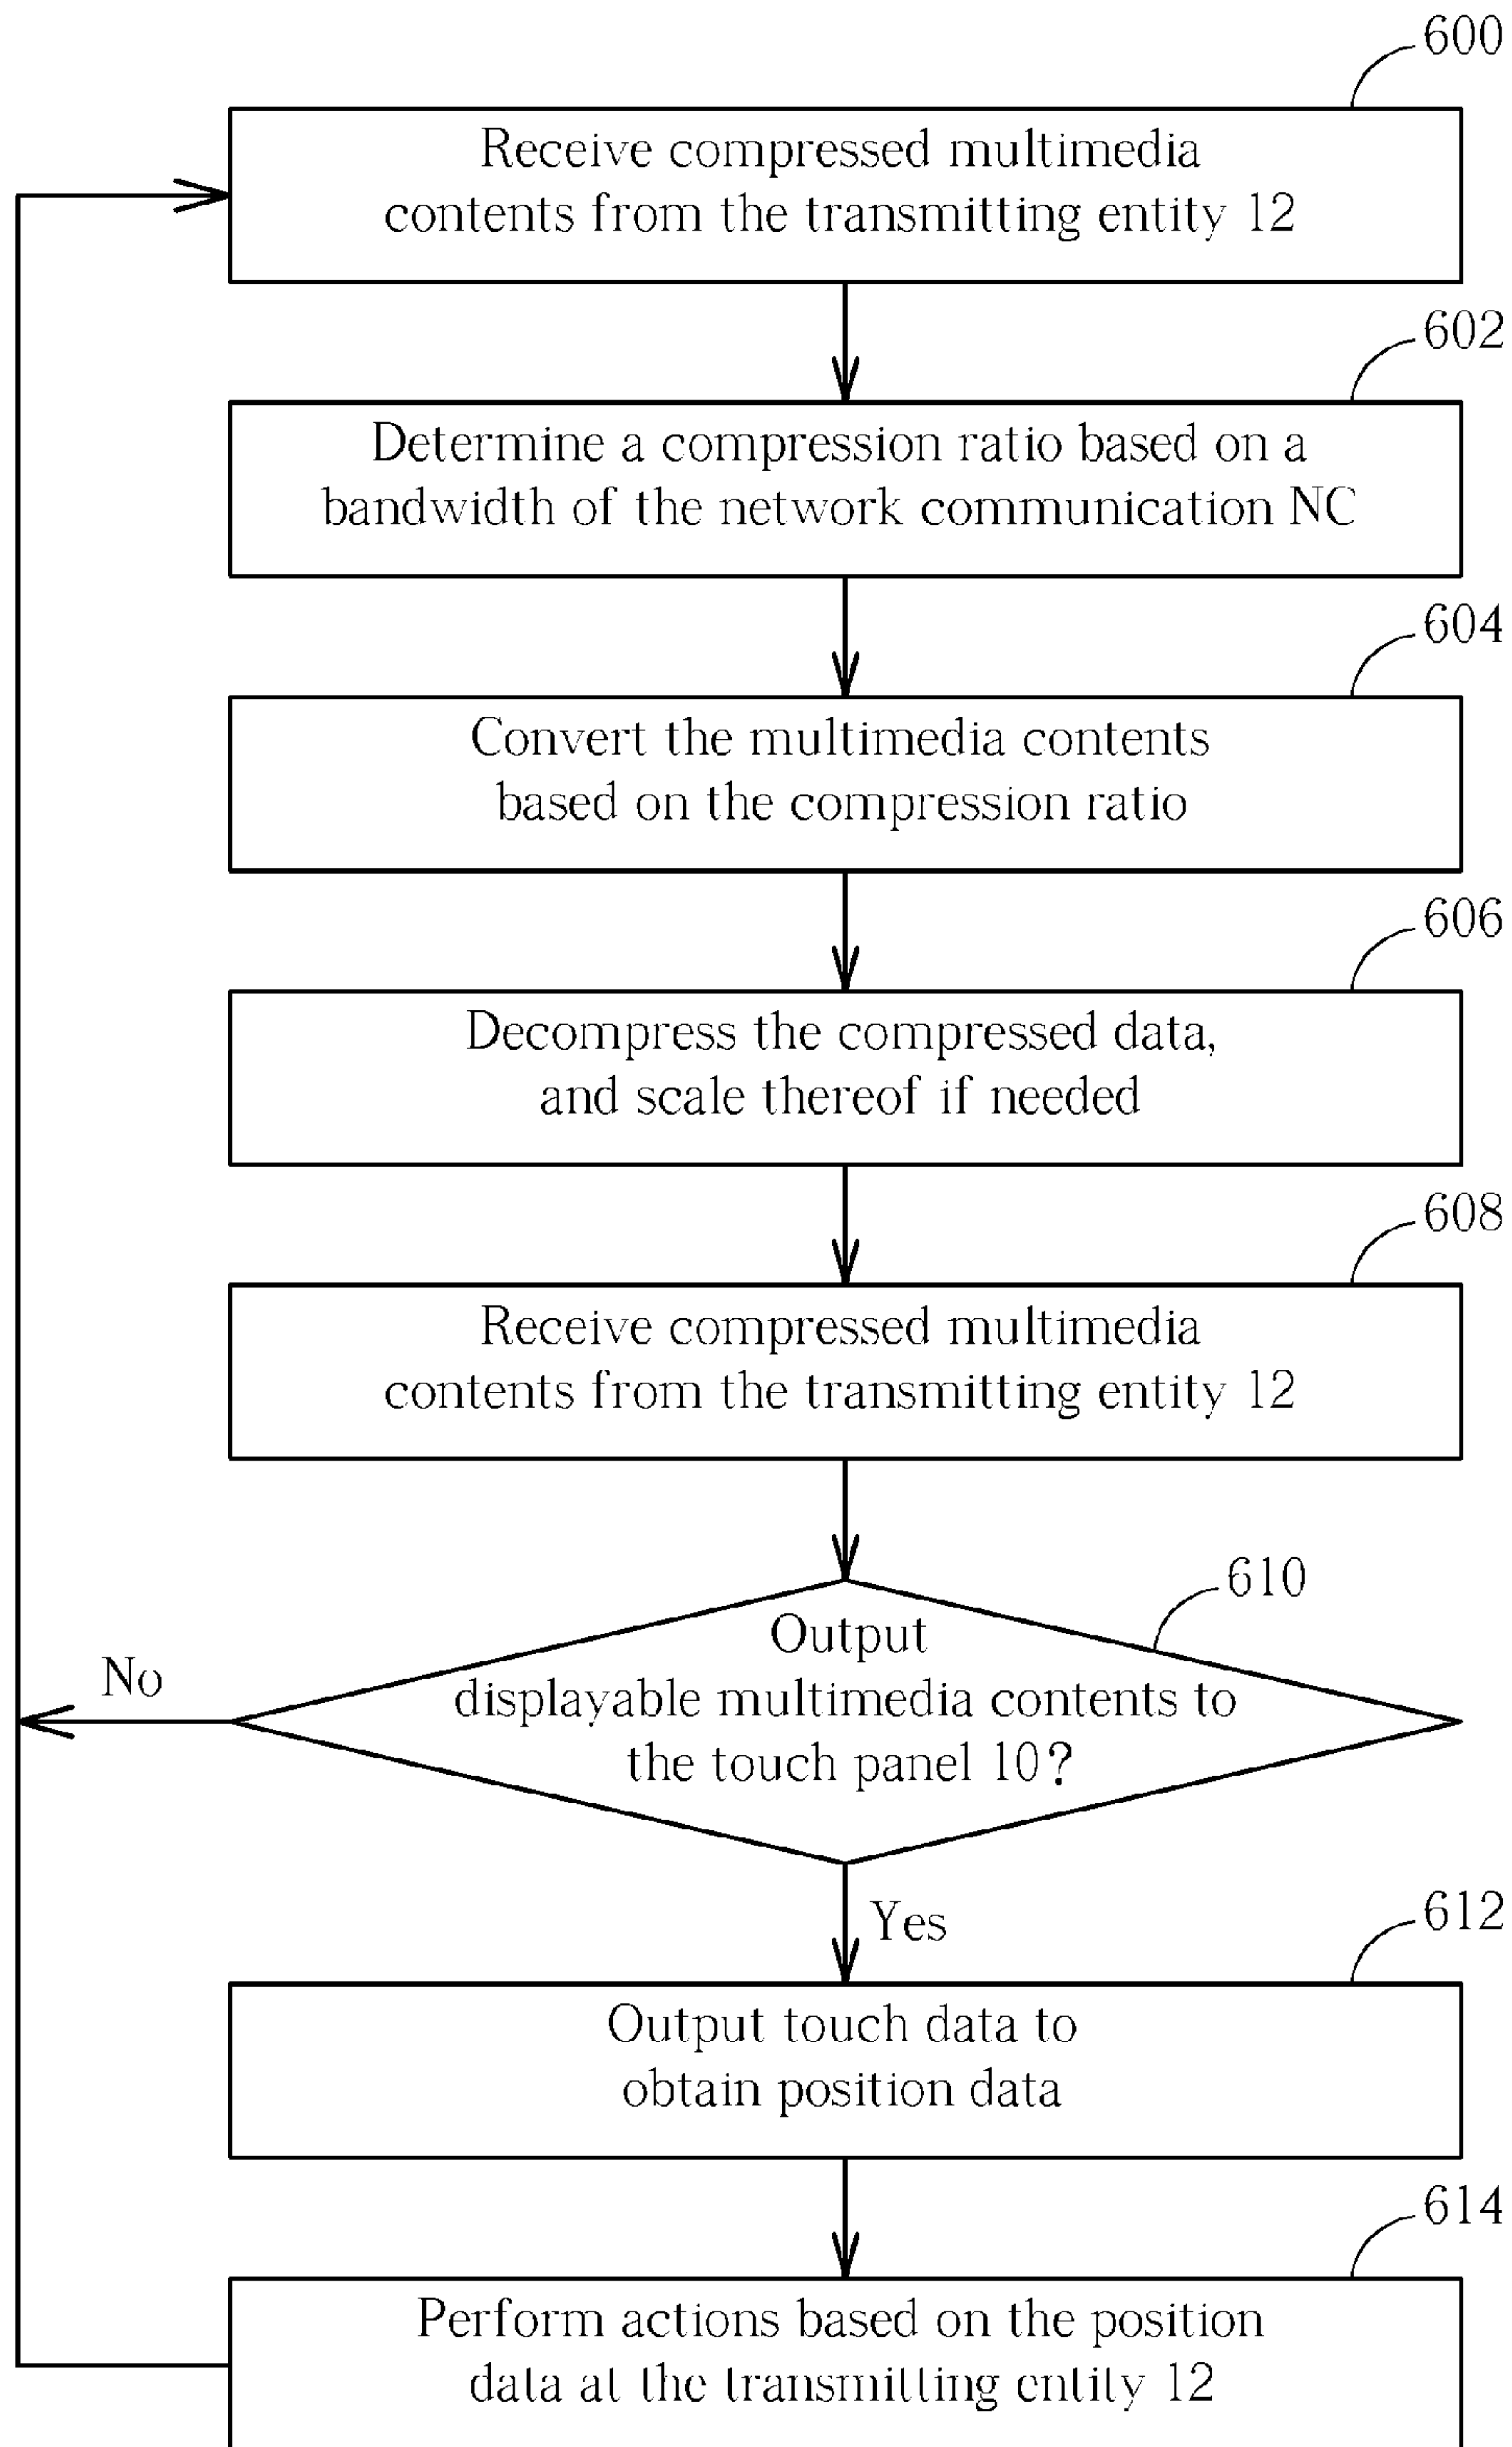 600
Receive compressed multimedia
contents from the transmitting entity 12
602
Determine a compression ratio based on a
bandwidth of the network communication NC
604
Convert the multimedia contents
based on the compression ratio
606
Decompress the compressed data,
and scale thereof if needed
608
Receive compressed multimedia
contents from the transmitting entity 12
610
Output
displayable multimedia contents to
the touch panel 10?
No
Yes
612
Output touch data to
obtain position data
614
Perform actions based on the position
data at the transmitting entity 12